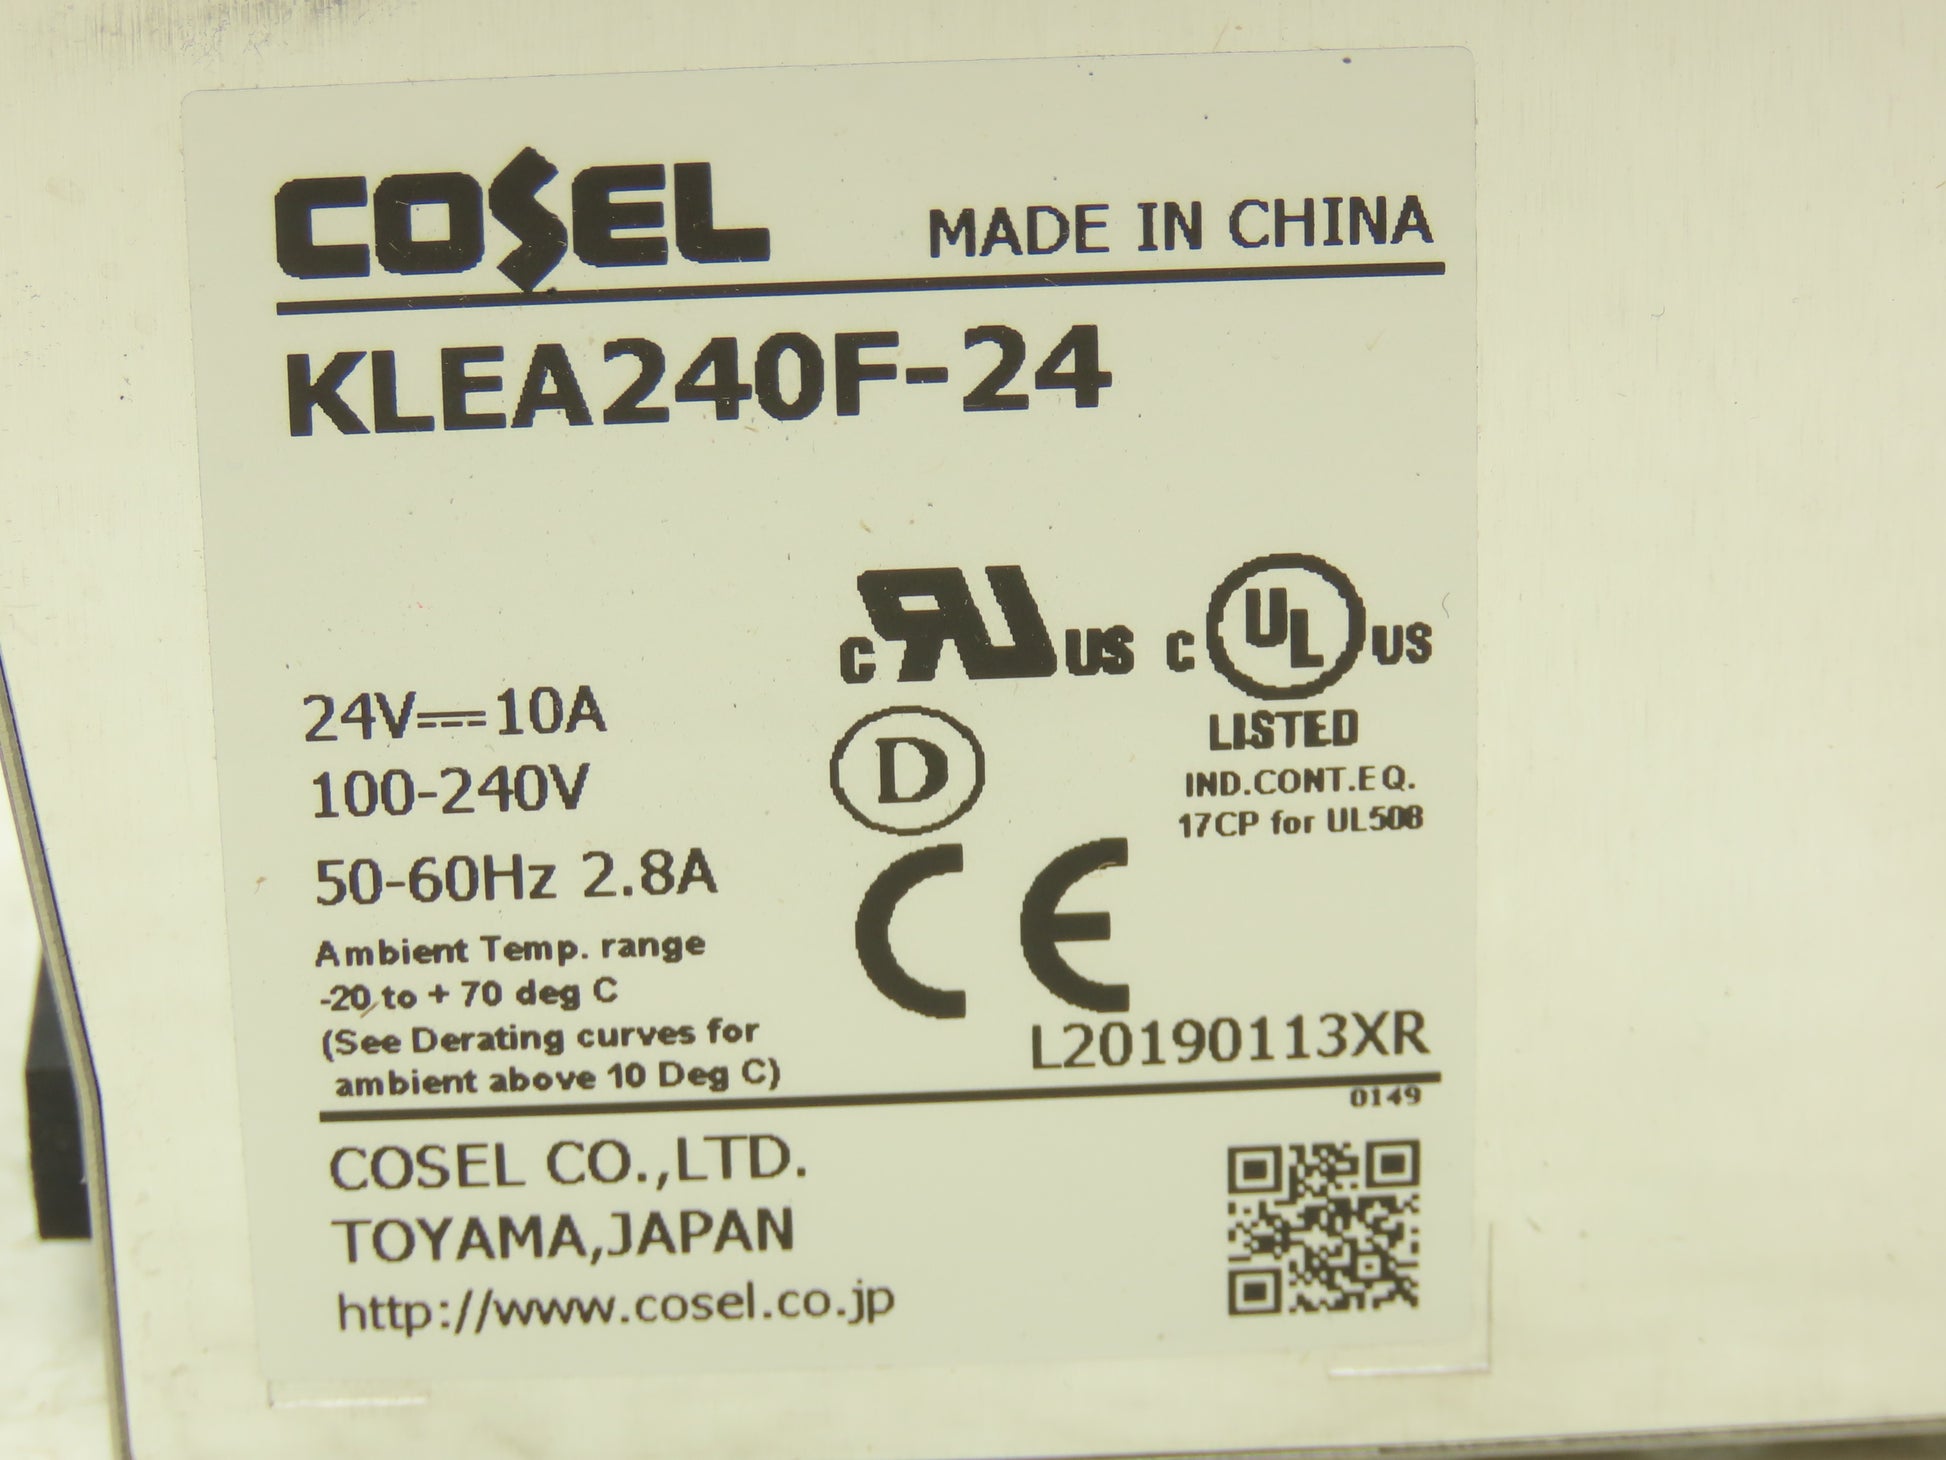 COSEL
MADE IN CHINA
KLEA240F-24
c RU US
c UL US
LISTED
IND.CONT.EQ.
17CP for UL508
24V⎓10A
100-240V
50-60Hz 2.8A
D
CE
Ambient Temp. range
-20 to + 70 deg C
(See Derating curves for
ambient above 10 Deg C)
L20190113XR
0149
COSEL CO.,LTD.
TOYAMA,JAPAN
http://www.cosel.co.jp